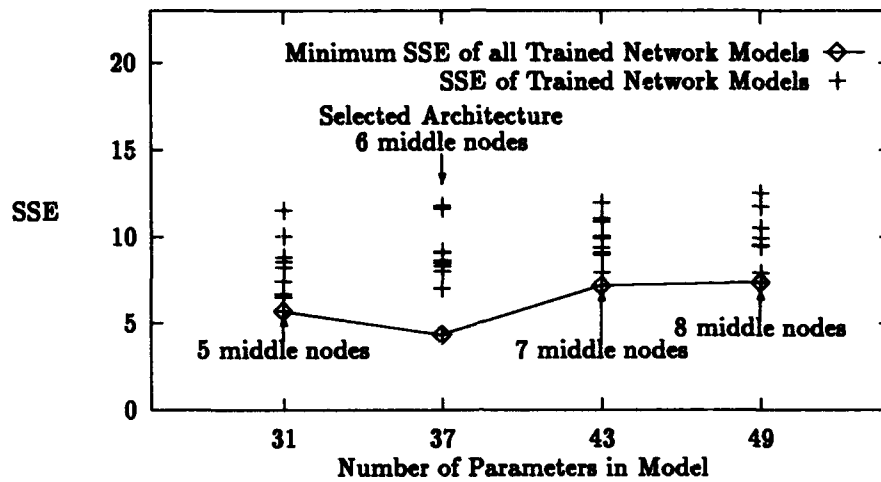 Minimum SSE of all Trained Network Models
SSE of Trained Network Models
Selected Architecture
6 middle nodes
20
15
SSE
10
5
0
5 middle nodes
7 middle nodes
8 middle nodes
31
37
43
49
Number of Parameters in Model